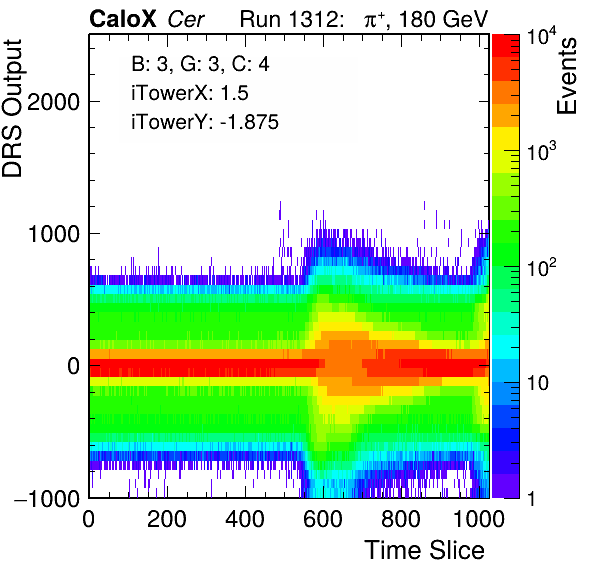 CaloX Cer Run 1312: π⁺, 180 GeV
B: 3, G: 3, C: 4
iTowerX: 1.5
iTowerY: -1.875
DRS Output
2000
1000
0
−1000
0 200 400 600 800 1000
Time Slice
Events
10⁴
10³
10²
10
1